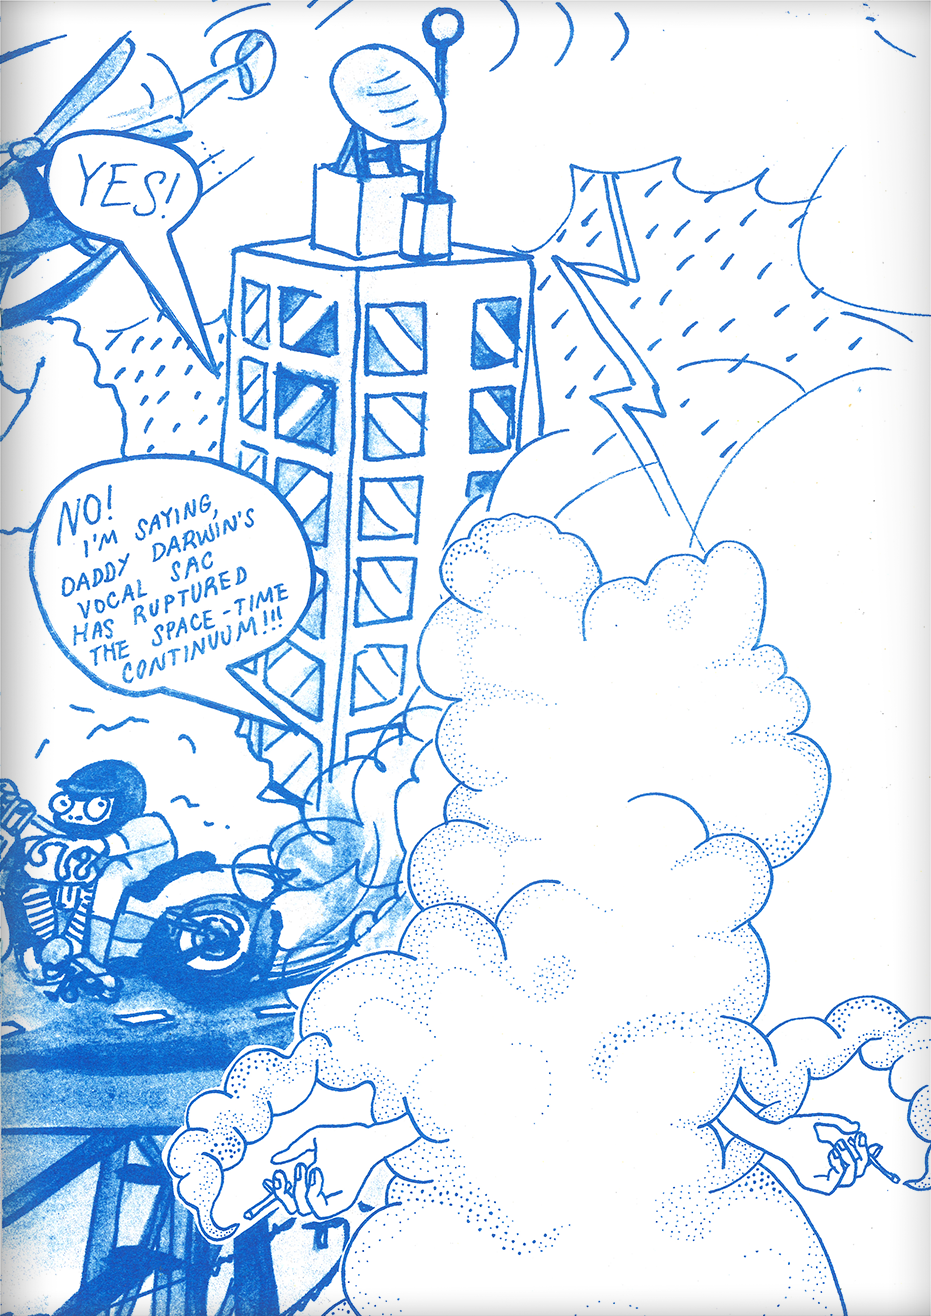 YES!
NO!
I'M SAYING,
DADDY DARWIN'S
VOCAL SAC
HAS RUPTURED
THE SPACE-TIME
CONTINUUM!!!